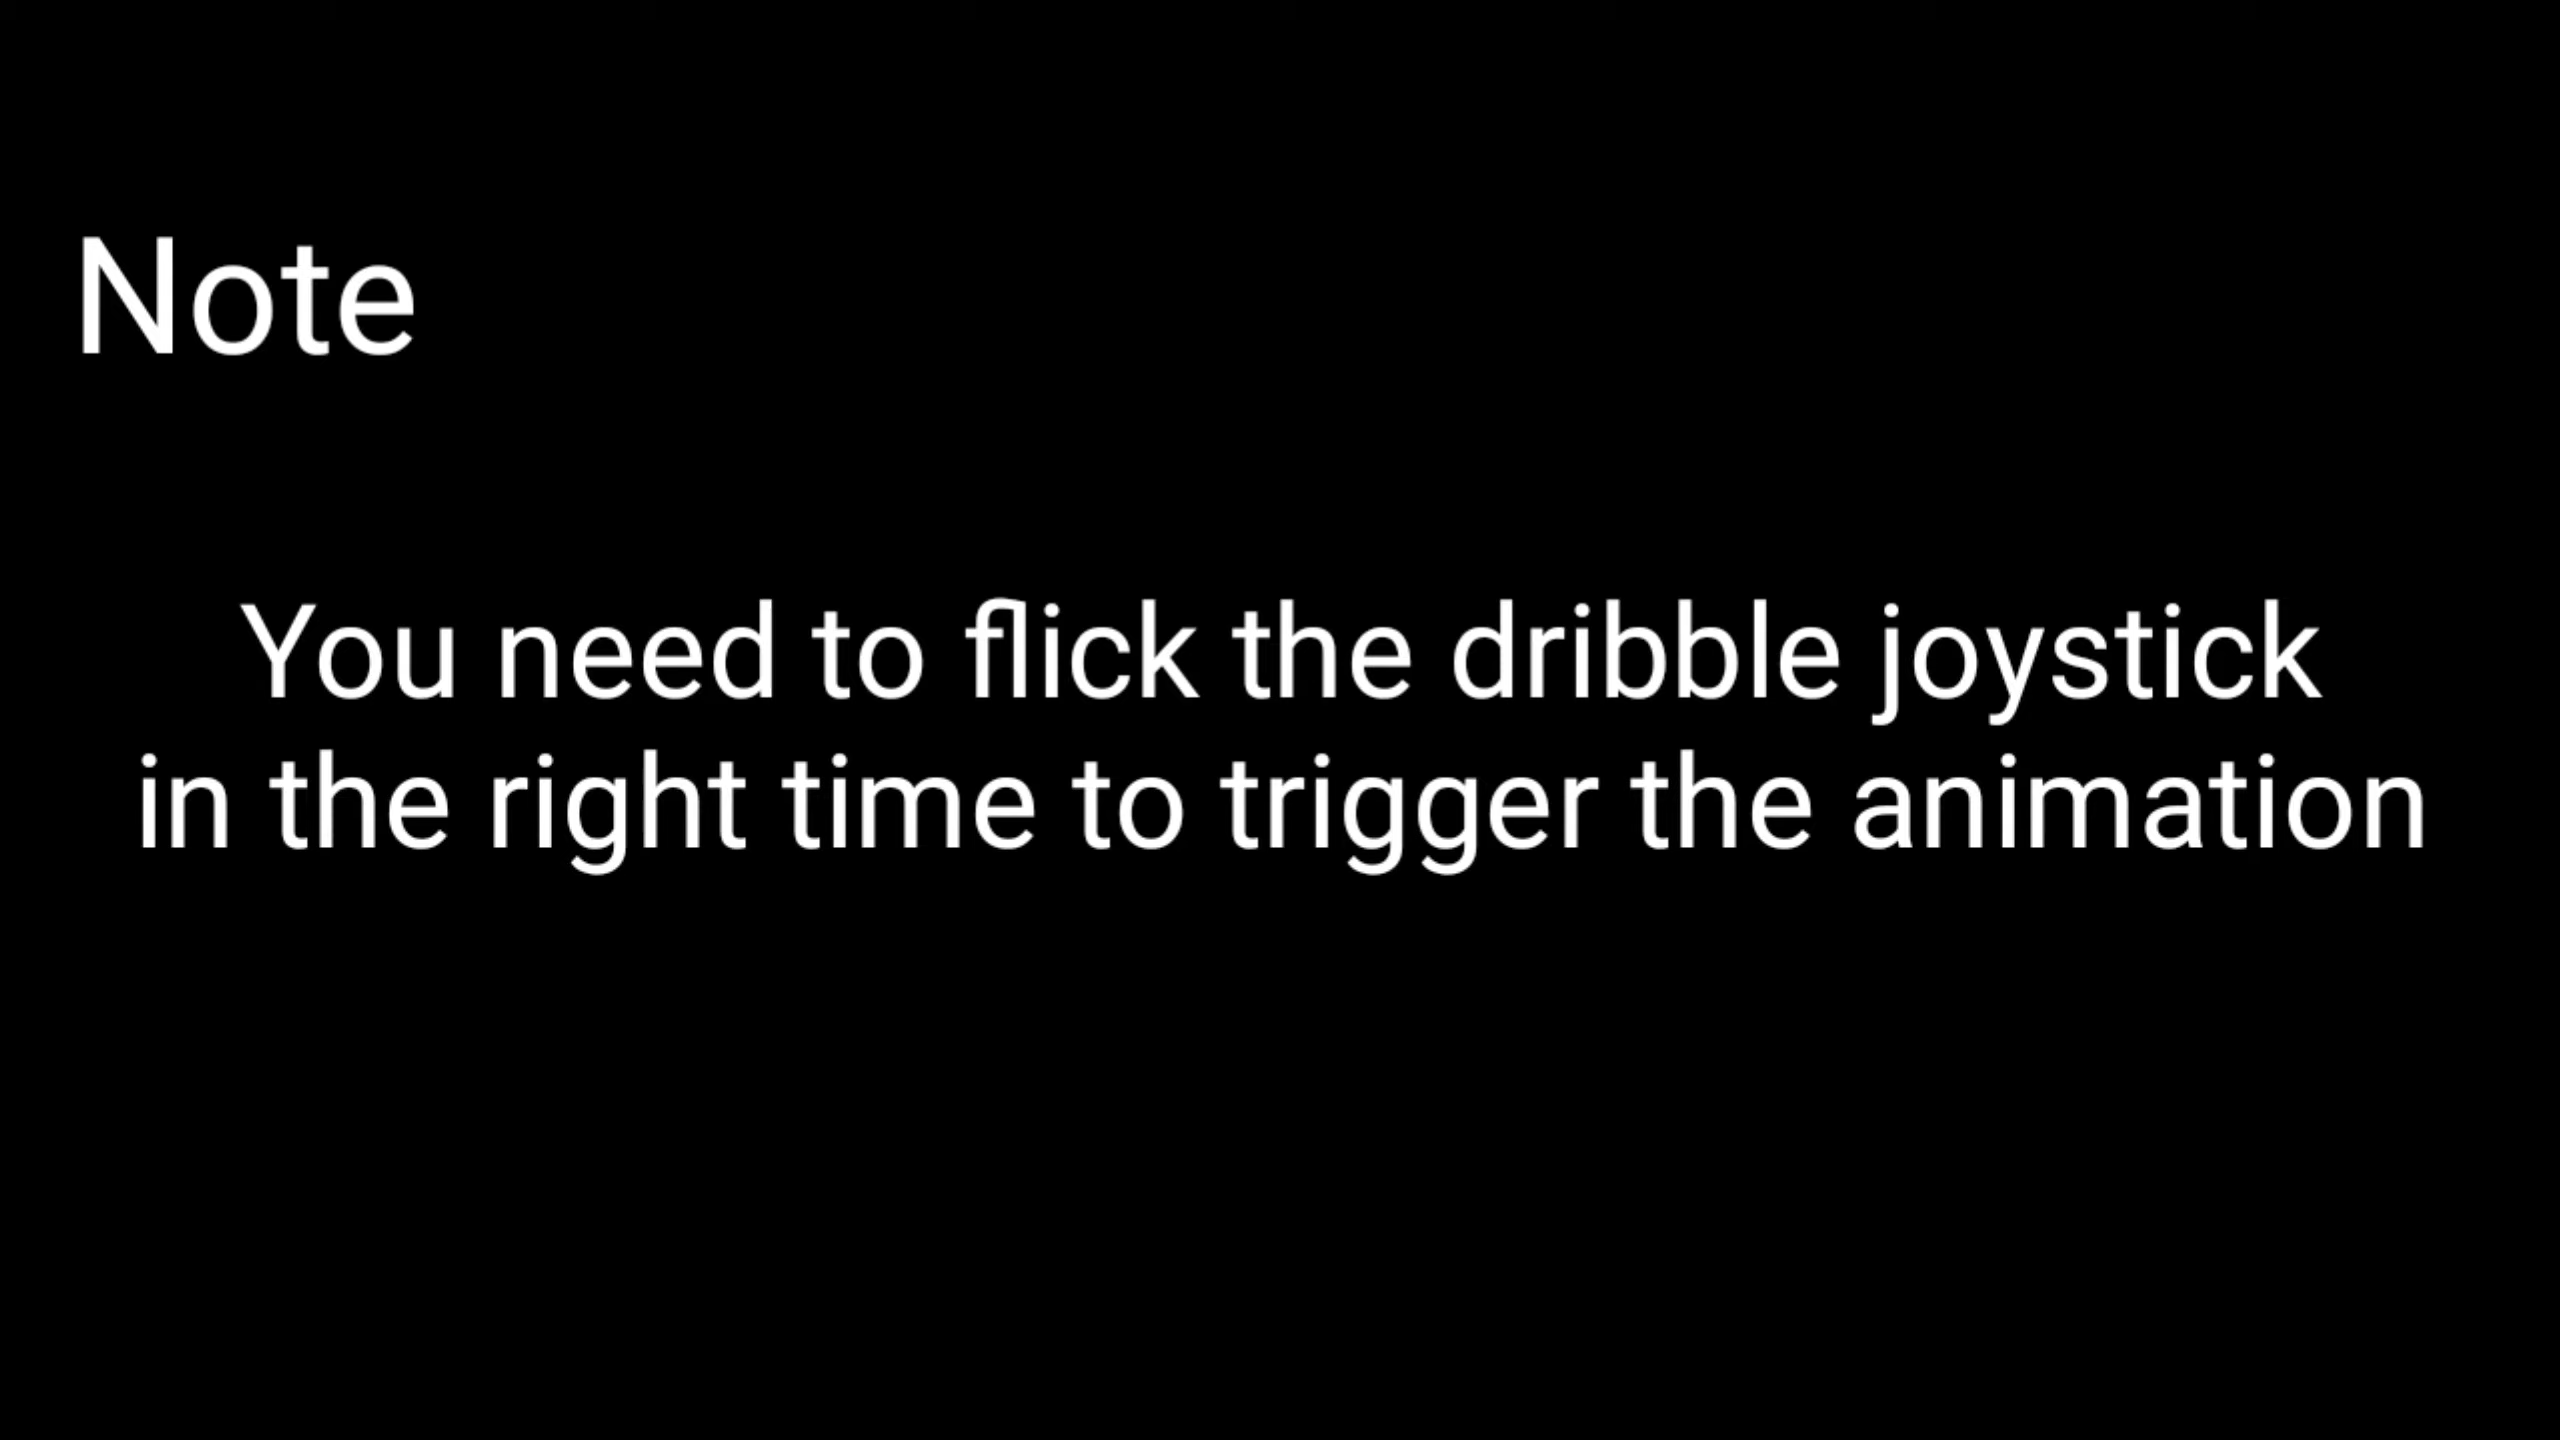 Note
You need to flick the dribble joystick
in the right time to trigger the animation